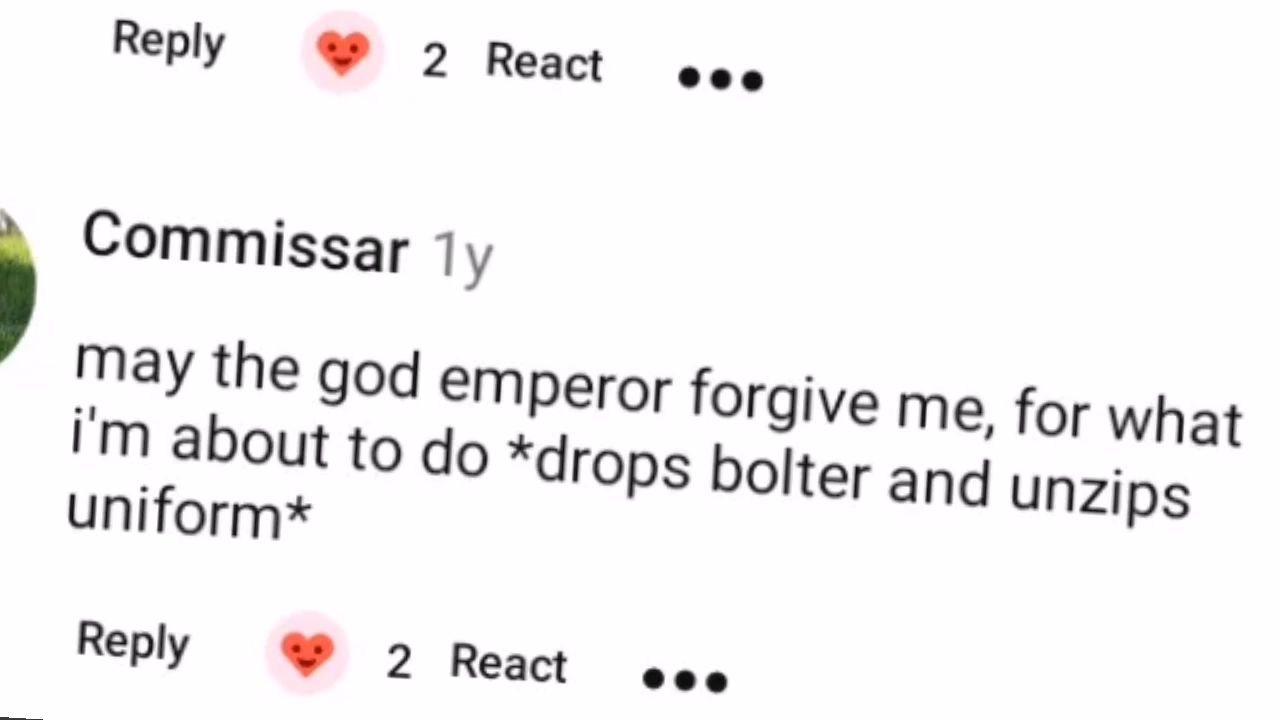 Reply 2 React
Commissar 1y
may the god emperor forgive me, for what
i'm about to do *drops bolter and unzips
uniform*
Reply 2 React